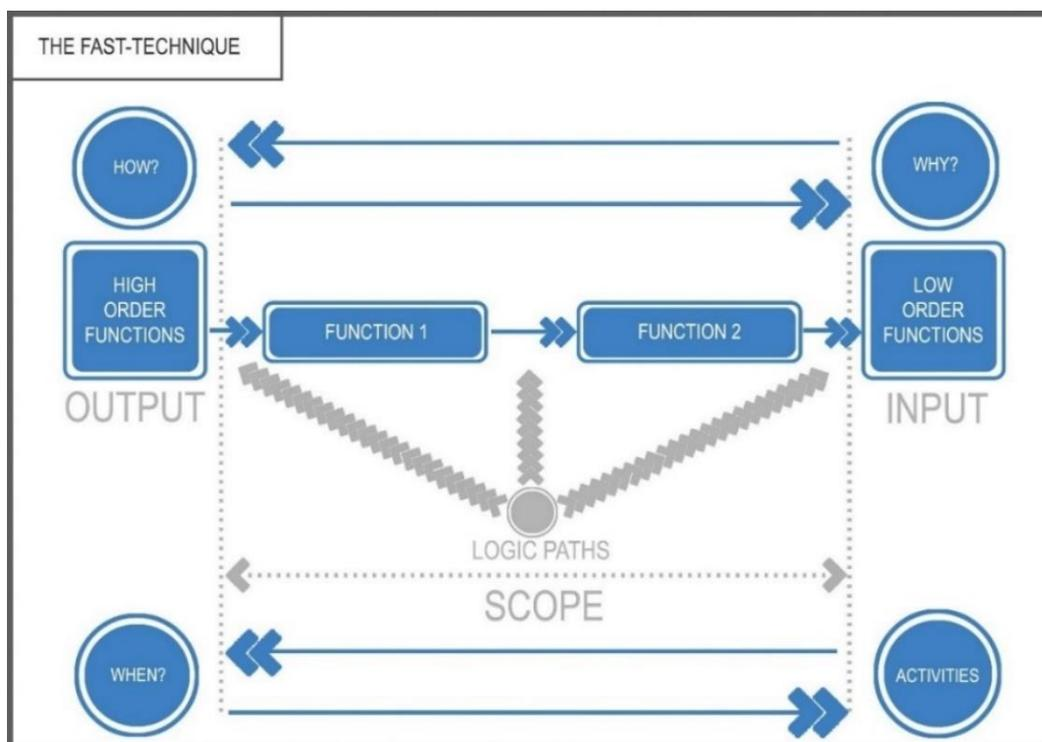 THE FAST-TECHNIQUE
HOW?
WHY?
HIGH
ORDER
FUNCTIONS
FUNCTION 1
FUNCTION 2
LOW
ORDER
FUNCTIONS
OUTPUT
INPUT
LOGIC PATHS
SCOPE
WHEN?
ACTIVITIES